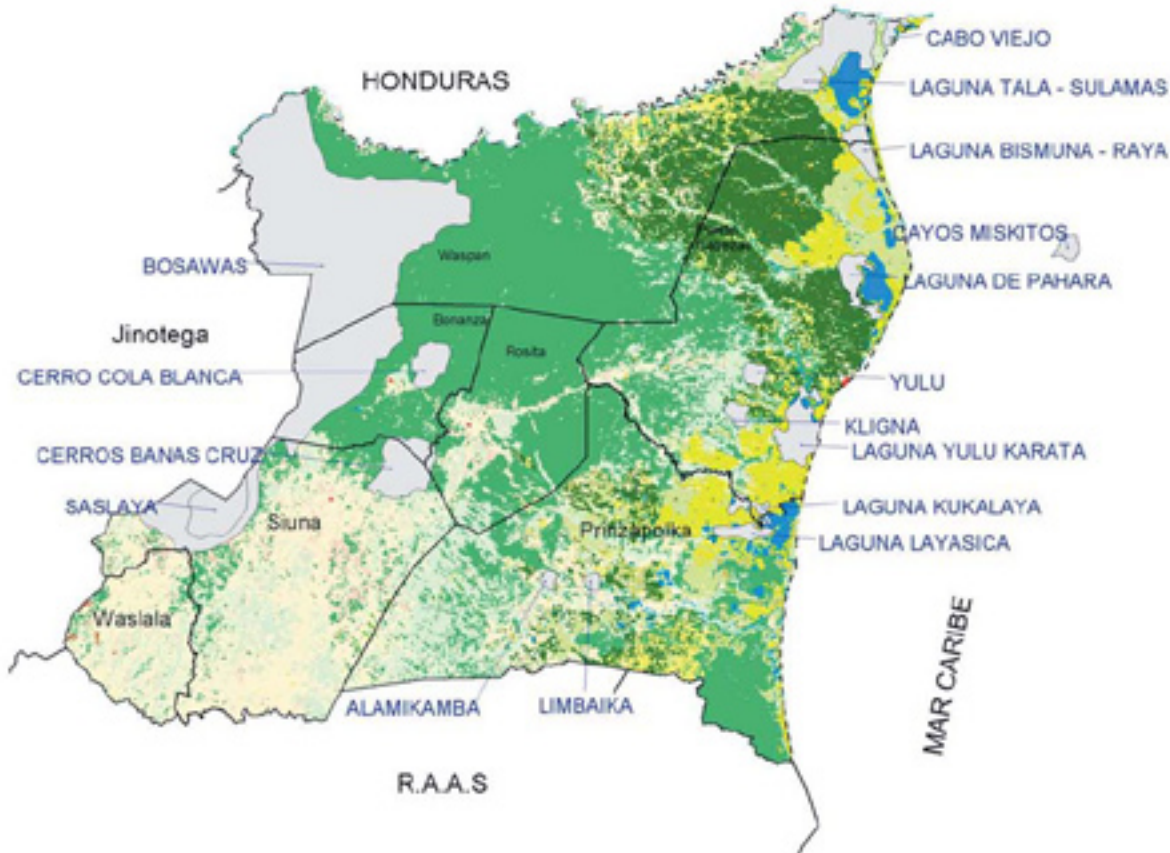 CABO VIEJO
HONDURAS
LAGUNA TALA - SULAMAS
LAGUNA BISMUNA - RAYA
CAYOS MISKITOS
Waspan
BOSAWAS
LAGUNA DE PAHARA
Bonanza
Jinotega
Rosita
CERRO COLA BLANCA
YULU
KLIGNA
LAGUNA YULU KARATA
CERROS BANAS CRUZ
SASLAYA
LAGUNA KUKALAYA
Siuna
Prinzapolka
LAGUNA LAYASICA
Waslala
MAR CARIBE
ALAMIKAMBA
LIMBAIKA
R.A.A.S